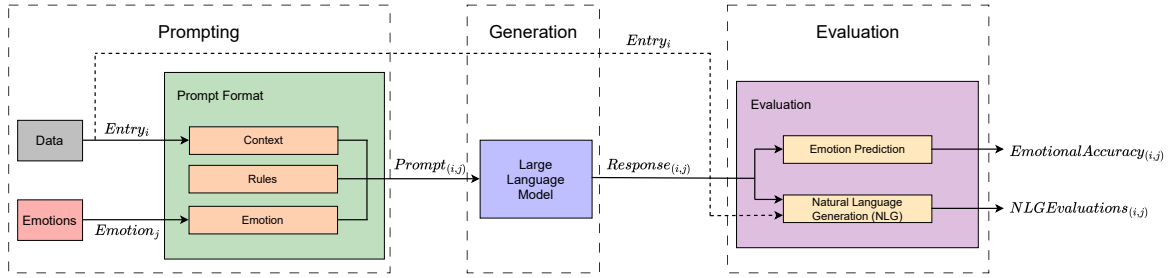 Prompting
Generation
Evaluation
Entry_i
Prompt Format
Evaluation
Data
Entry_i
Context
Emotion Prediction
EmotionalAccuracy_(i,j)
Rules
Prompt_(i,j)
Large
Language
Model
Response_(i,j)
Emotions
Emotion_j
Emotion
Natural Language
Generation (NLG)
NLGEvaluations_(i,j)